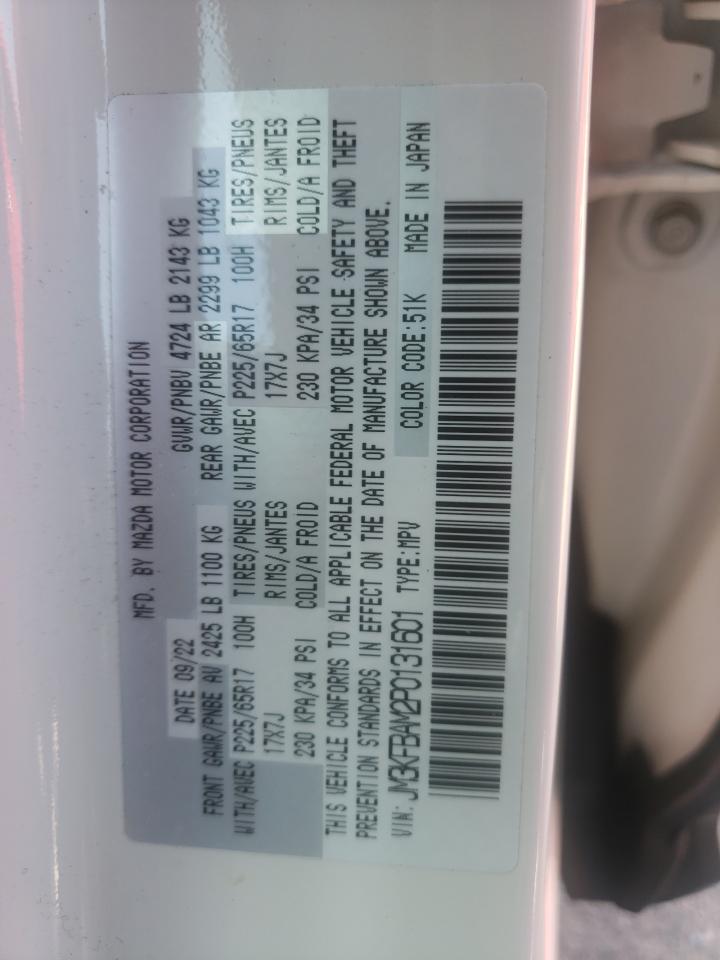 MFD. BY MAZDA MOTOR CORPORATION
DATE 09/22 GVWR/PNBV 4724 LB 2143 KG
FRONT GAWR/PNBE AV 2425 LB 1100 KG REAR GAWR/PNBE AR 2299 LB 1043 KG
WITH/AVEC P225/65R17 100H TIRES/PNEUS WITH/AVEC P225/65R17 100H TIRES/PNEUS
17X7J RIMS/JANTES 17X7J RIMS/JANTES
230 KPA/34 PSI COLD/A FROID 230 KPA/34 PSI COLD/A FROID
THIS VEHICLE CONFORMS TO ALL APPLICABLE FEDERAL MOTOR VEHICLE SAFETY AND THEFT
PREVENTION STANDARDS IN EFFECT ON THE DATE OF MANUFACTURE SHOWN ABOVE.
VIN: JM3KFBAM2P0131601 TYPE:MPV COLOR CODE:51K MADE IN JAPAN